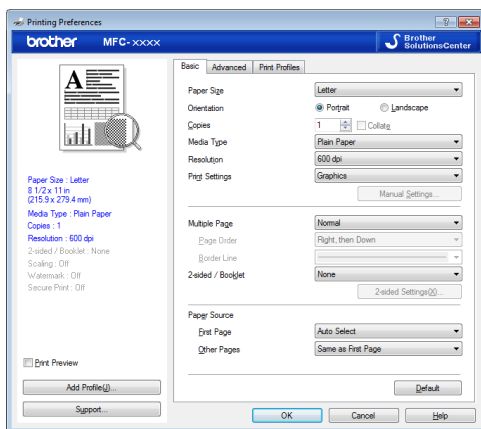 Printing Preferences
brother MFC-xxxx
Brother
SolutionsCenter
Basic Advanced Print Profiles
A
Paper Size : Letter
8 1/2 x 11 in
(215.9 x 279.4 mm)
Media Type : Plain Paper
Copies : 1
Resolution : 600 dpi
2-sided / Booklet : None
Scaling : Off
Watermark : Off
Secure Print : Off
Print Preview
Add Profile(J)...
Support...
Paper Size Letter
Orientation Portrait Landscape
Copies 1 Collate
Media Type Plain Paper
Resolution 600 dpi
Print Settings Graphics
Manual Settings...
Multiple Page Normal
Page Order Right, then Down
Border Line
2-sided / Booklet None
2-sided Settings(X)...
Paper Source
First Page Auto Select
Other Pages Same as First Page
Default
OK Cancel Help